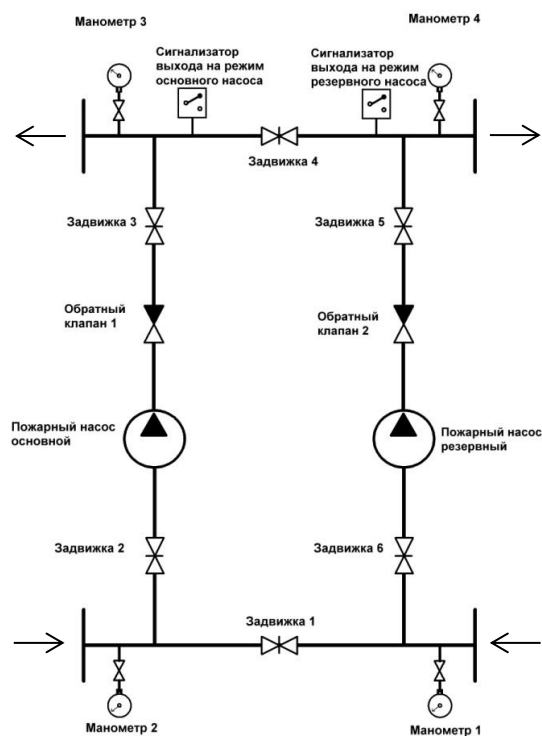 Манометр 3
Манометр 4
Сигнализатор
выхода на режим
основного насоса
Сигнализатор
выхода на режим
резервного насоса
Задвижка 4
Задвижка 3
Задвижка 5
Обратный
клапан 1
Обратный
клапан 2
Пожарный насос
основной
Пожарный насос
резервный
Задвижка 2
Задвижка 6
Задвижка 1
Манометр 2
Манометр 1